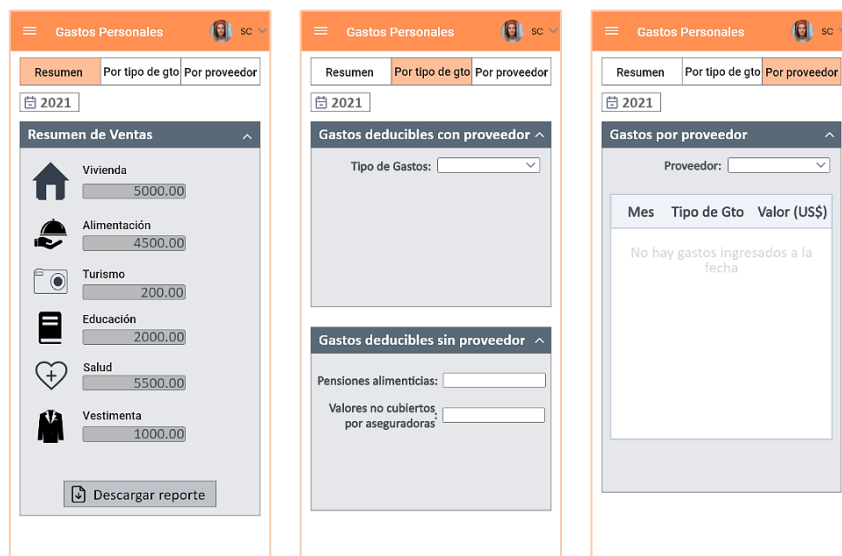 Gastos Personales
SC
Resumen
Por tipo de gto
Por proveedor
2021
Resumen de Ventas
Vivienda
5000.00
Alimentación
4500.00
Turismo
200.00
Educación
2000.00
Salud
5500.00
Vestimenta
1000.00
Descargar reporte
Gastos Personales
SC
Resumen
Por tipo de gto
Por proveedor
2021
Gastos deducibles con proveedor
Tipo de Gastos:
Gastos deducibles sin proveedor
Pensiones alimenticias:
Valores no cubiertos
por aseguradoras:
Gastos Personales
SC
Resumen
Por tipo de gto
Por proveedor
2021
Gastos por proveedor
Proveedor:
Mes Tipo de Gto Valor (US$)
No hay gastos ingresados a la
fecha